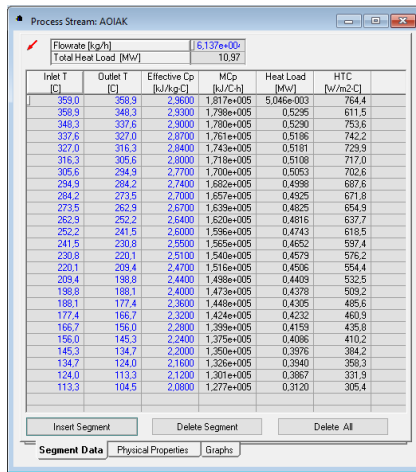 Process Stream: AOIAK
Flowrate [kg/h] 6,137e+004
Total Heat Load [MW] 10,97
Inlet T Outlet T Effective Cp MCp Heat Load HTC
[C] [C] [kJ/kg-C] [kJ/C-h] [MW] [W/m2-C]
359,0 358,9 2,9600 1,817e+005 5,046e-003 764,4
358,9 348,3 2,9300 1,798e+005 0,5295 611,5
348,3 337,6 2,9000 1,780e+005 0,5290 753,6
337,6 327,0 2,8700 1,761e+005 0,5186 742,2
327,0 316,3 2,8400 1,743e+005 0,5181 729,9
316,3 305,6 2,8000 1,718e+005 0,5108 717,0
305,6 294,9 2,7700 1,700e+005 0,5053 702,6
294,9 284,2 2,7400 1,682e+005 0,4998 687,6
284,2 273,5 2,7000 1,657e+005 0,4925 671,8
273,5 262,9 2,6700 1,639e+005 0,4825 654,9
262,9 252,2 2,6400 1,620e+005 0,4816 637,7
252,2 241,5 2,6000 1,596e+005 0,4743 618,5
241,5 230,8 2,5500 1,565e+005 0,4652 597,4
230,8 220,1 2,5100 1,540e+005 0,4579 576,2
220,1 209,4 2,4700 1,516e+005 0,4506 554,4
209,4 198,8 2,4400 1,498e+005 0,4409 532,5
198,8 188,1 2,4000 1,473e+005 0,4378 509,2
188,1 177,4 2,3600 1,448e+005 0,4305 485,6
177,4 166,7 2,3200 1,424e+005 0,4232 460,9
166,7 156,0 2,2800 1,399e+005 0,4159 435,8
156,0 145,3 2,2400 1,375e+005 0,4086 410,2
145,3 134,7 2,2000 1,350e+005 0,3976 384,2
134,7 124,0 2,1600 1,326e+005 0,3940 358,3
124,0 113,3 2,1200 1,301e+005 0,3867 331,9
113,3 104,5 2,0800 1,277e+005 0,3120 305,4
Insert Segment Delete Segment Delete All
Segment Data Physical Properties Graphs